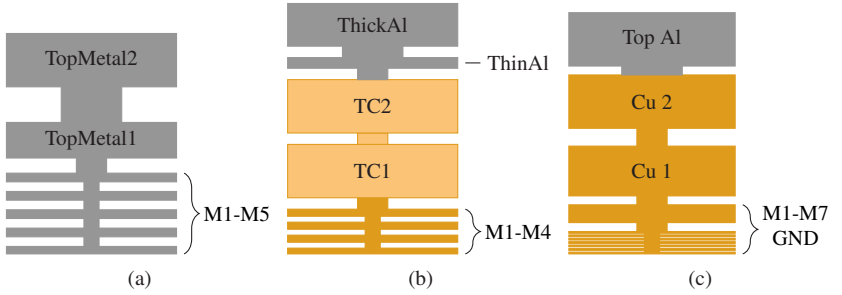 TopMetal2
TopMetal1
M1-M5
(a)
ThickAl
ThinAl
TC2
TC1
M1-M4
(b)
Top Al
Cu 2
Cu 1
M1-M7
GND
(c)